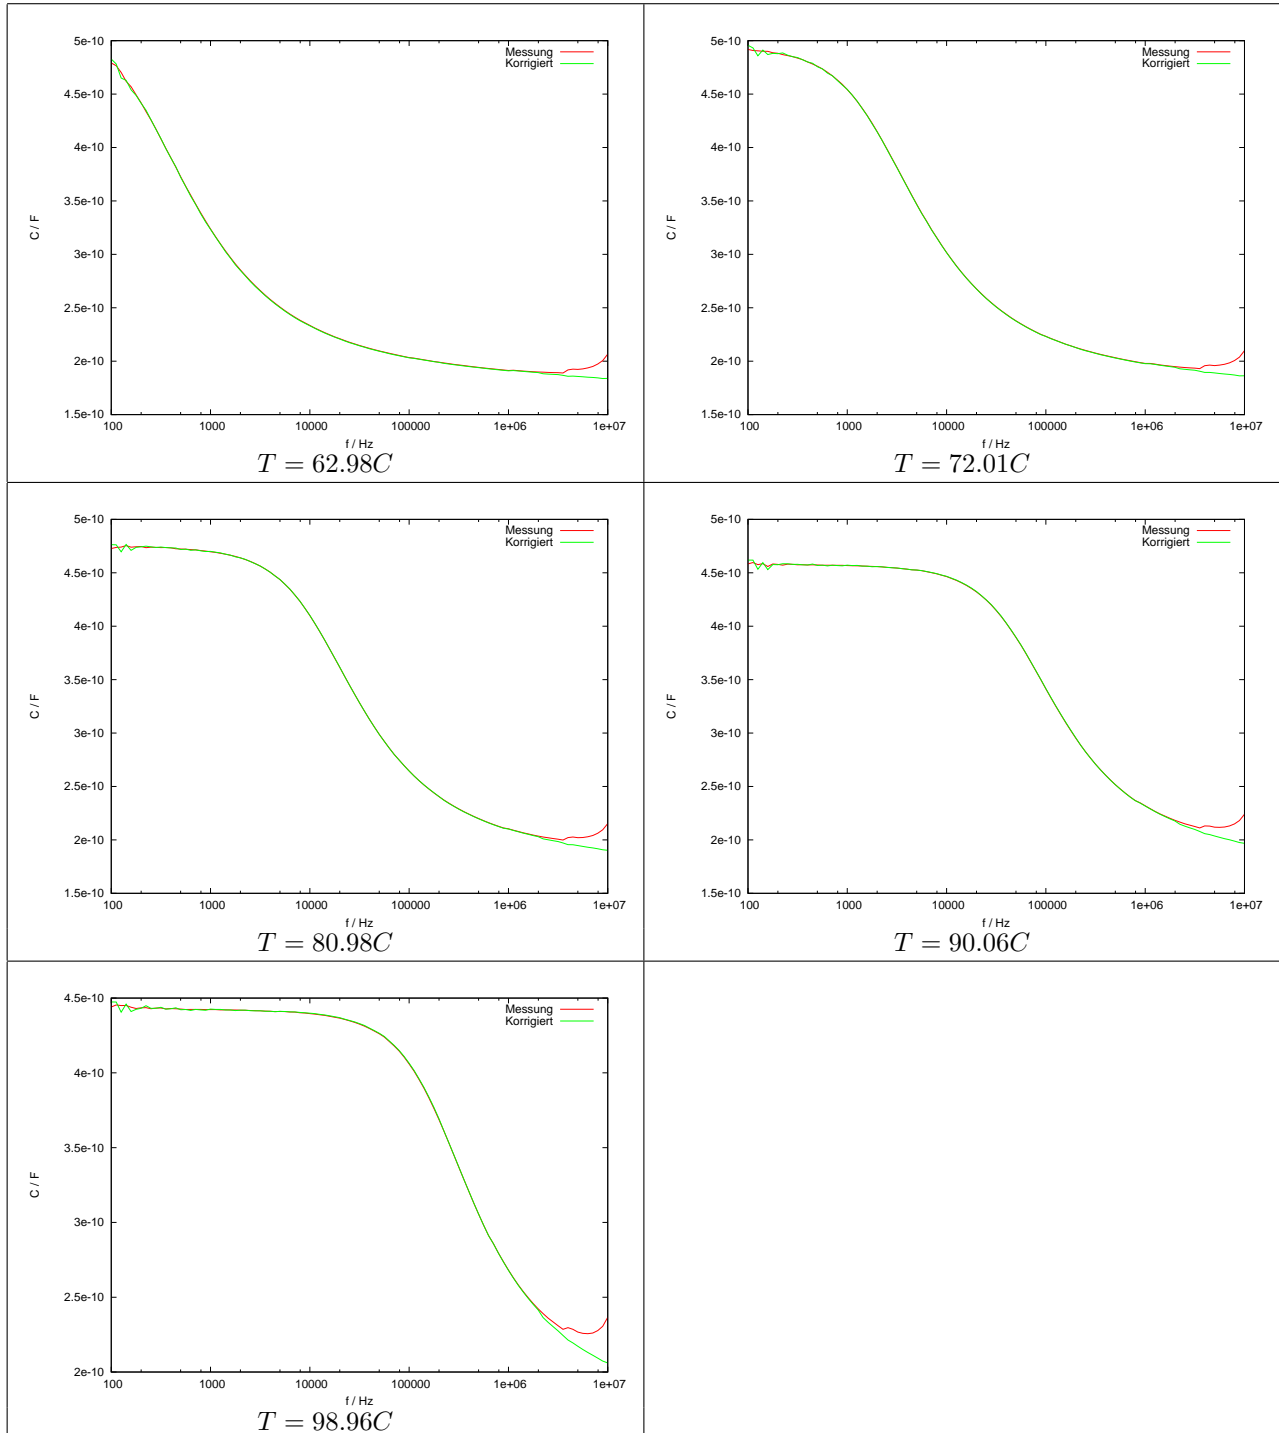 5e-10
4.5e-10
4e-10
3.5e-10
3e-10
2.5e-10
2e-10
1.5e-10
C / F
Messung
Korrigiert
100 1000 10000 100000 1e+06 1e+07
f / Hz
T = 62.98C
5e-10
4.5e-10
4e-10
3.5e-10
3e-10
2.5e-10
2e-10
1.5e-10
C / F
Messung
Korrigiert
100 1000 10000 100000 1e+06 1e+07
f / Hz
T = 72.01C
5e-10
4.5e-10
4e-10
3.5e-10
3e-10
2.5e-10
2e-10
1.5e-10
C / F
Messung
Korrigiert
100 1000 10000 100000 1e+06 1e+07
f / Hz
T = 80.98C
5e-10
4.5e-10
4e-10
3.5e-10
3e-10
2.5e-10
2e-10
1.5e-10
C / F
Messung
Korrigiert
100 1000 10000 100000 1e+06 1e+07
f / Hz
T = 90.06C
4.5e-10
4e-10
3.5e-10
3e-10
2.5e-10
2e-10
C / F
Messung
Korrigiert
100 1000 10000 100000 1e+06 1e+07
f / Hz
T = 98.96C